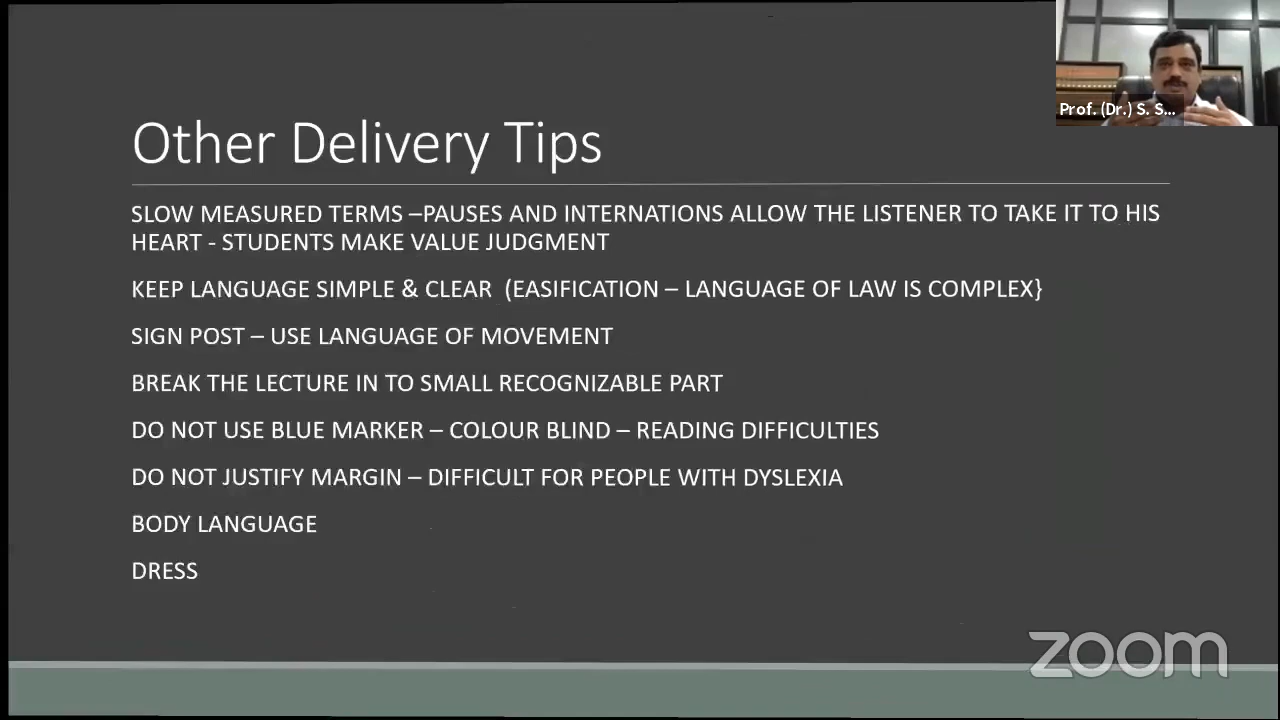 Prof. (Dr.) S. S...
Other Delivery Tips
SLOW MEASURED TERMS –PAUSES AND INTERNATIONS ALLOW THE LISTENER TO TAKE IT TO HIS
HEART - STUDENTS MAKE VALUE JUDGMENT
KEEP LANGUAGE SIMPLE & CLEAR (EASIFICATION – LANGUAGE OF LAW IS COMPLEX}
SIGN POST – USE LANGUAGE OF MOVEMENT
BREAK THE LECTURE IN TO SMALL RECOGNIZABLE PART
DO NOT USE BLUE MARKER – COLOUR BLIND – READING DIFFICULTIES
DO NOT JUSTIFY MARGIN – DIFFICULT FOR PEOPLE WITH DYSLEXIA
BODY LANGUAGE
DRESS
zoom